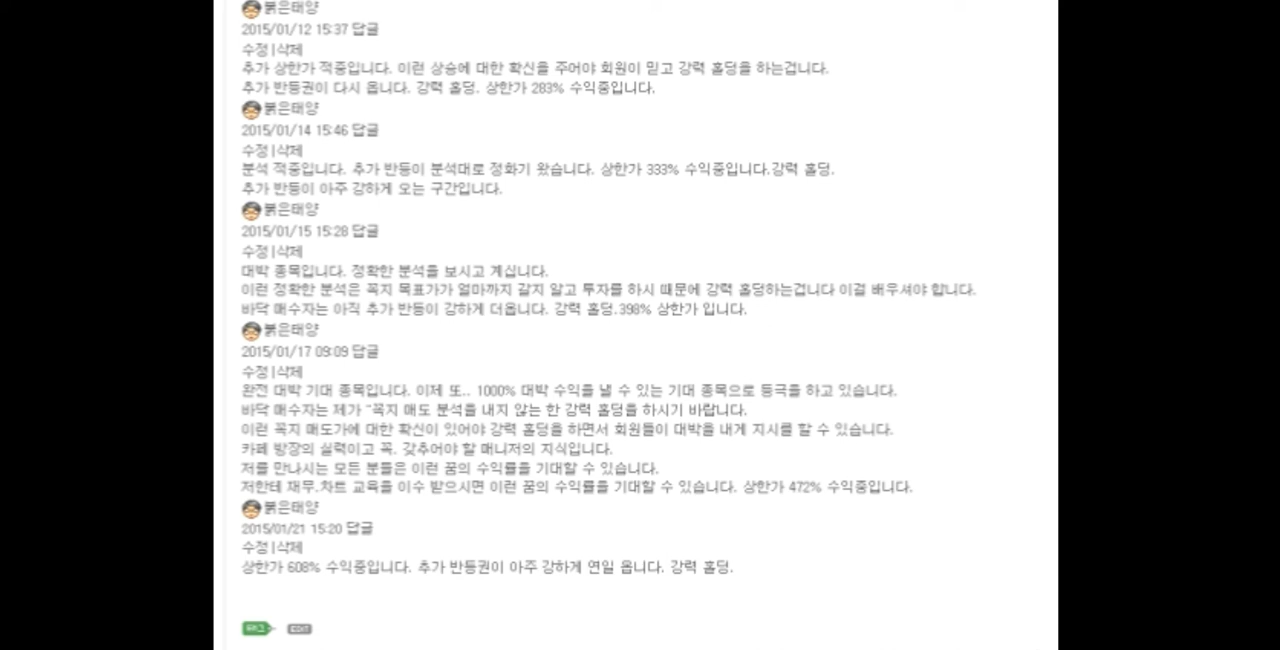 붉은태양
2015/01/12 15:37 답글
수정 | 삭제
추가 상한가 적중입니다. 이런 상승에 대한 확신을 주어야 회원이 믿고 강력 홀딩을 하는겁니다.
추가 반등권이 다시 옵니다. 강력 홀딩. 상한가 283% 수익중입니다.
붉은태양
2015/01/14 15:46 답글
수정 | 삭제
분석 적중입니다. 추가 반등이 분석대로 정화기 왔습니다. 상한가 333% 수익중입니다.강력 홀딩.
추가 반등이 아주 강하게 오는 구간입니다.
붉은태양
2015/01/15 15:28 답글
수정 | 삭제
대박 종목입니다. 정확한 분석을 보시고 계십니다.
이런 정확한 분석은 꼭지 목표가가 얼마까지 갈지 알고 투자를 하시 때문에 강력 홀딩하는겁니다 이걸 배우셔야 합니다.
바닥 매수자는 아직 추가 반등이 강하게 더옵니다. 강력 홀딩.398% 상한가 입니다.
붉은태양
2015/01/17 09:09 답글
수정 | 삭제
완전 대박 기대 종목입니다. 이제 또.. 1000% 대박 수익을 낼 수 있는 기대 종목으로 등극을 하고 있습니다.
바닥 매수자는 제가 "꼭지 매도 분석을 내지 않는 한 강력 홀딩을 하시기 바랍니다.
이런 꼭지 매도가에 대한 확신이 있어야 강력 홀딩을 하면서 회원들이 대박을 내게 지시를 할 수 있습니다.
카페 방장의 실력이고 꼭. 갖추어야 할 매니저의 지식입니다.
저를 만나시는 모든 분들은 이런 꿈의 수익률을 기대할 수 있습니다.
저한테 재무.차트 교육을 이수 받으시면 이런 꿈의 수익률을 기대할 수 있습니다. 상한가 472% 수익중입니다.
붉은태양
2015/01/21 15:20 답글
수정 | 삭제
상한가 608% 수익중입니다. 추가 반등권이 아주 강하게 연일 옵니다. 강력 홀딩.
태그 EDIT